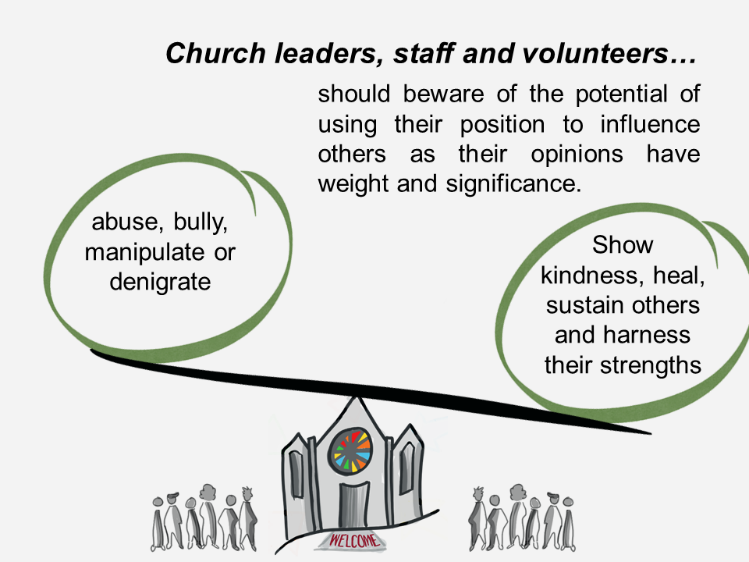 Church leaders, staff and volunteers…
should beware of the potential of
using their position to influence
others as their opinions have
weight and significance.
abuse, bully,
manipulate or
denigrate
Show
kindness, heal,
sustain others
and harness
their strengths
WELCOME